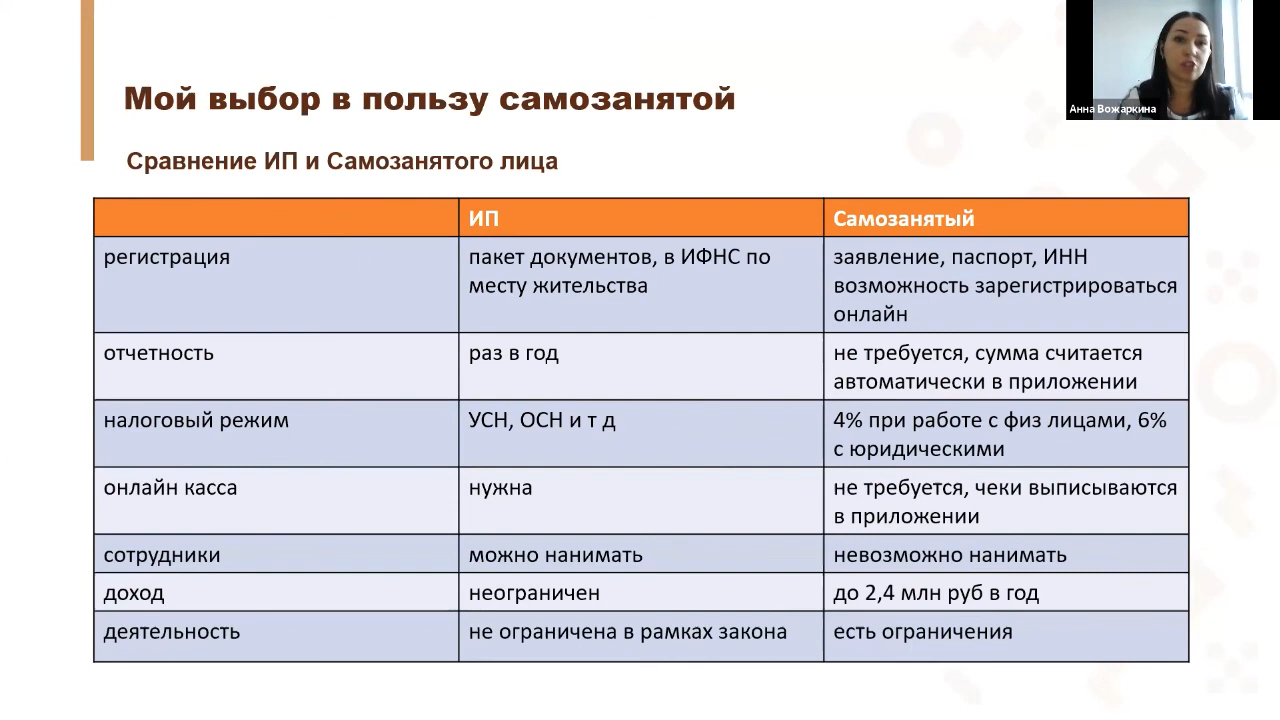 Мой выбор в пользу самозанятой
Анна Вожаркина
Сравнение ИП и Самозанятого лица
ИП
Самозанятый
регистрация
пакет документов, в ИФНС по
месту жительства
заявление, паспорт, ИНН
возможность зарегистрироваться
онлайн
отчетность
раз в год
не требуется, сумма считается
автоматически в приложении
налоговый режим
УСН, ОСН и т д
4% при работе с физ лицами, 6%
с юридическими
онлайн касса
нужна
не требуется, чеки выписываются
в приложении
сотрудники
можно нанимать
невозможно нанимать
доход
неограничен
до 2,4 млн руб в год
деятельность
не ограничена в рамках закона
есть ограничения